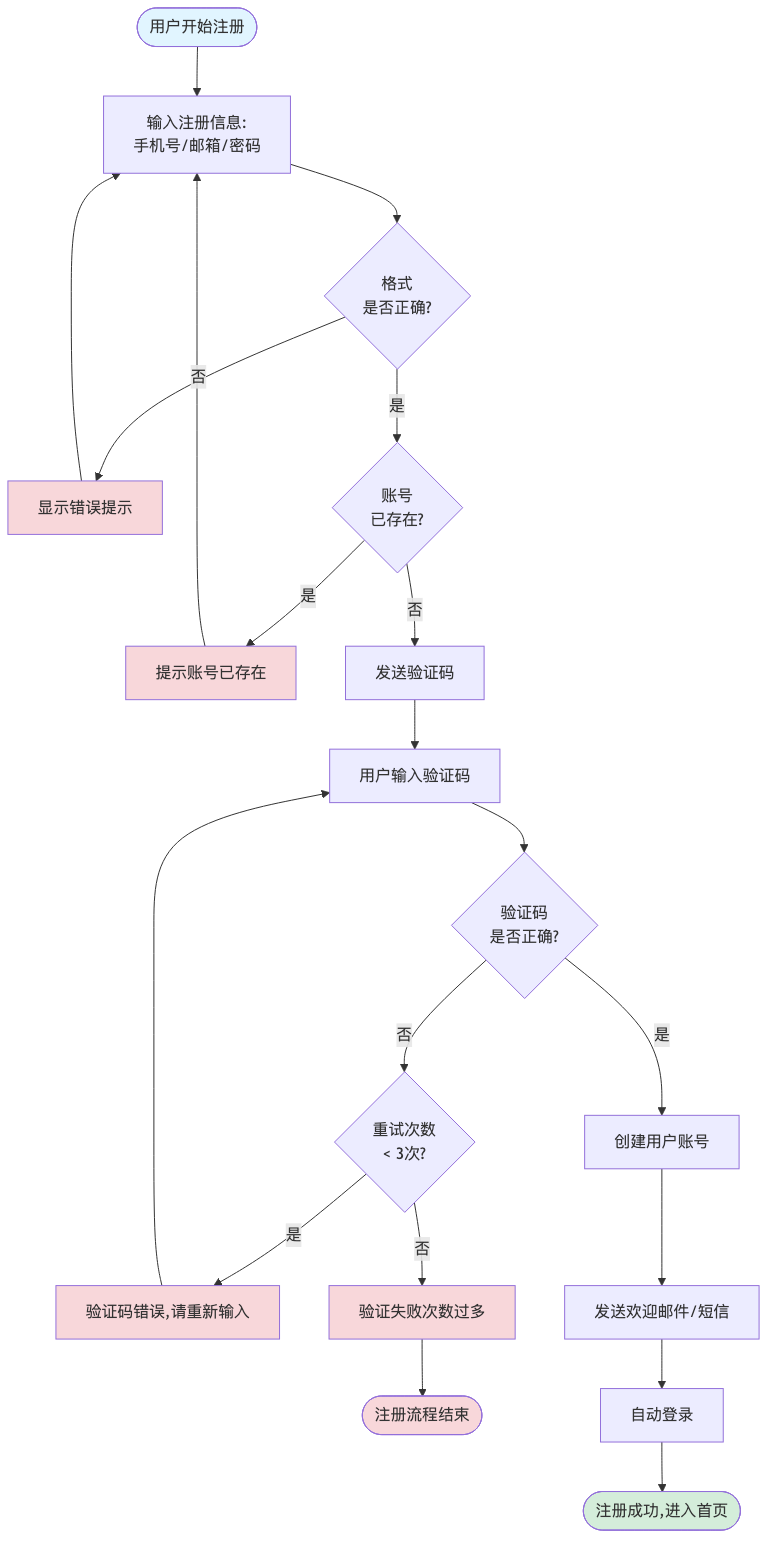 用户开始注册
输入注册信息:
手机号/邮箱/密码
格式
是否正确?
否
是
显示错误提示
账号
已存在?
是
否
提示账号已存在
发送验证码
用户输入验证码
验证码
是否正确?
否
是
重试次数
< 3次?
创建用户账号
是
否
验证码错误,请重新输入
验证失败次数过多
发送欢迎邮件/短信
注册流程结束
自动登录
注册成功,进入首页